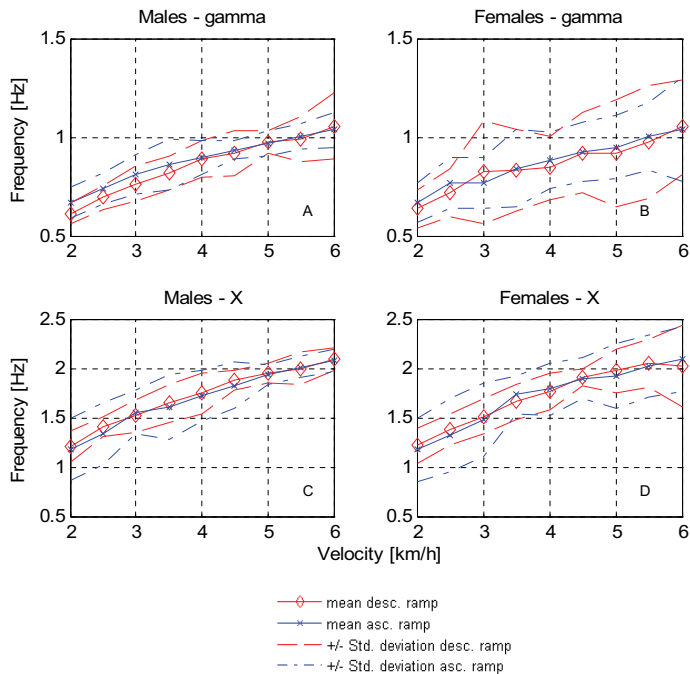 Males - gamma
Females - gamma
Frequency [Hz]
1.5
1
0.5
2 3 4 5 6
A
1.5
1
0.5
2 3 4 5 6
B
Males - X
Females - X
Frequency [Hz]
2.5
2
1.5
1
0.5
2 3 4 5 6
C
2.5
2
1.5
1
0.5
2 3 4 5 6
D
Velocity [km/h]
mean desc. ramp
mean asc. ramp
+/- Std. deviation desc. ramp
+/- Std. deviation asc. ramp